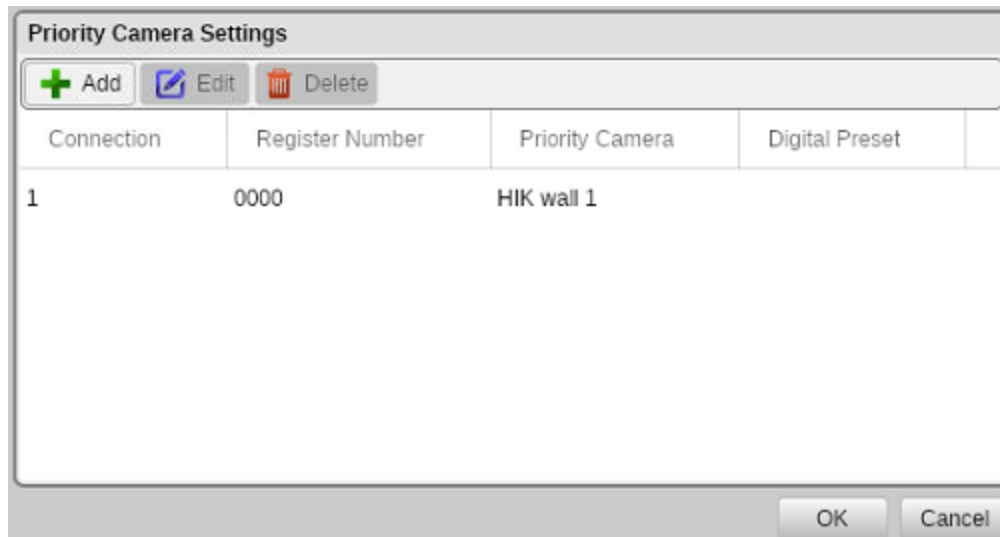 Priority Camera Settings
Add Edit Delete
Connection Register Number Priority Camera Digital Preset
1 0000 HIK wall 1
OK Cancel